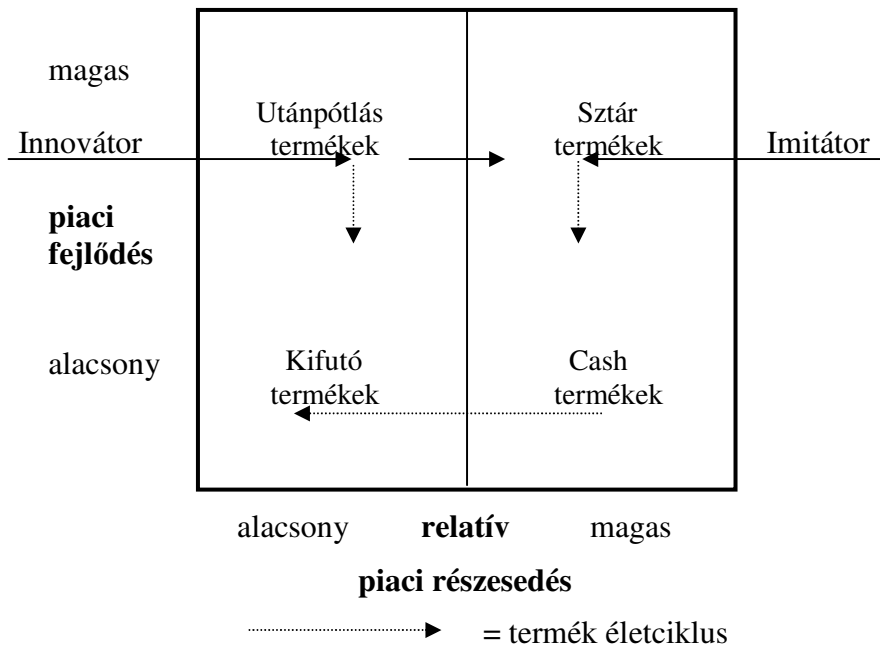 magas
Utánpótlás
termékek
Sztár
termékek
Innovátor
Imitátor
piaci
fejlődés
alacsony
Kifutó
termékek
Cash
termékek
alacsony relatív magas
piaci részesedés
= termék életciklus